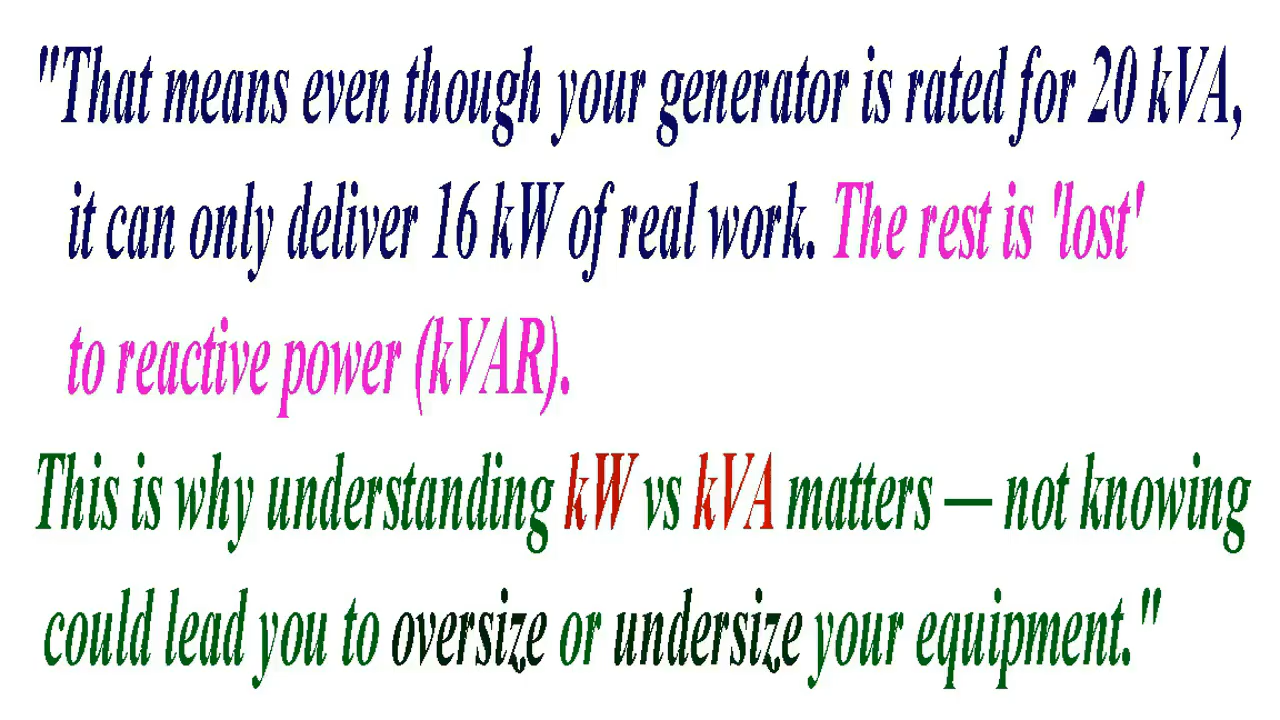 "That means even though your generator is rated for 20 kVA,
it can only deliver 16 kW of real work. The rest is 'lost'
to reactive power (kVAR).
This is why understanding kW vs kVA matters — not knowing
could lead you to oversize or undersize your equipment."